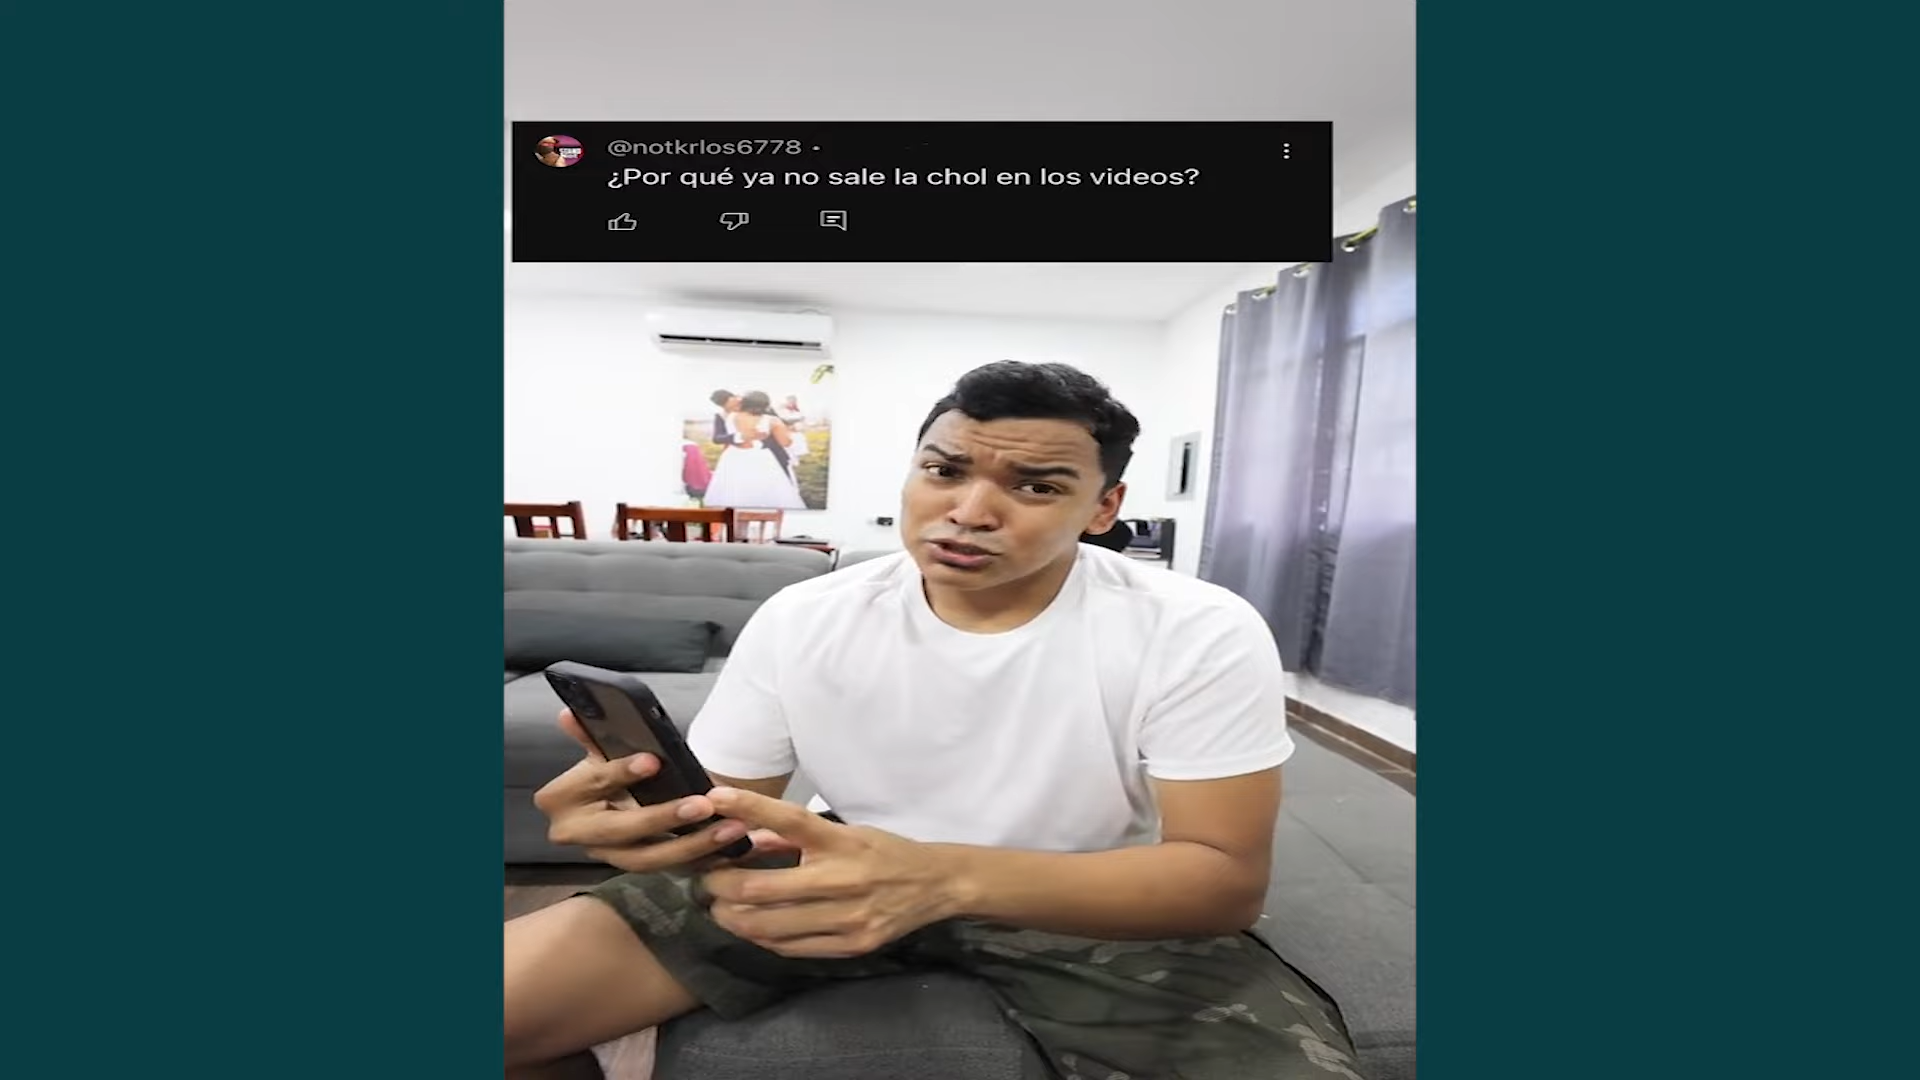 @notkrlos6778 •
¿Por qué ya no sale la chol en los videos?